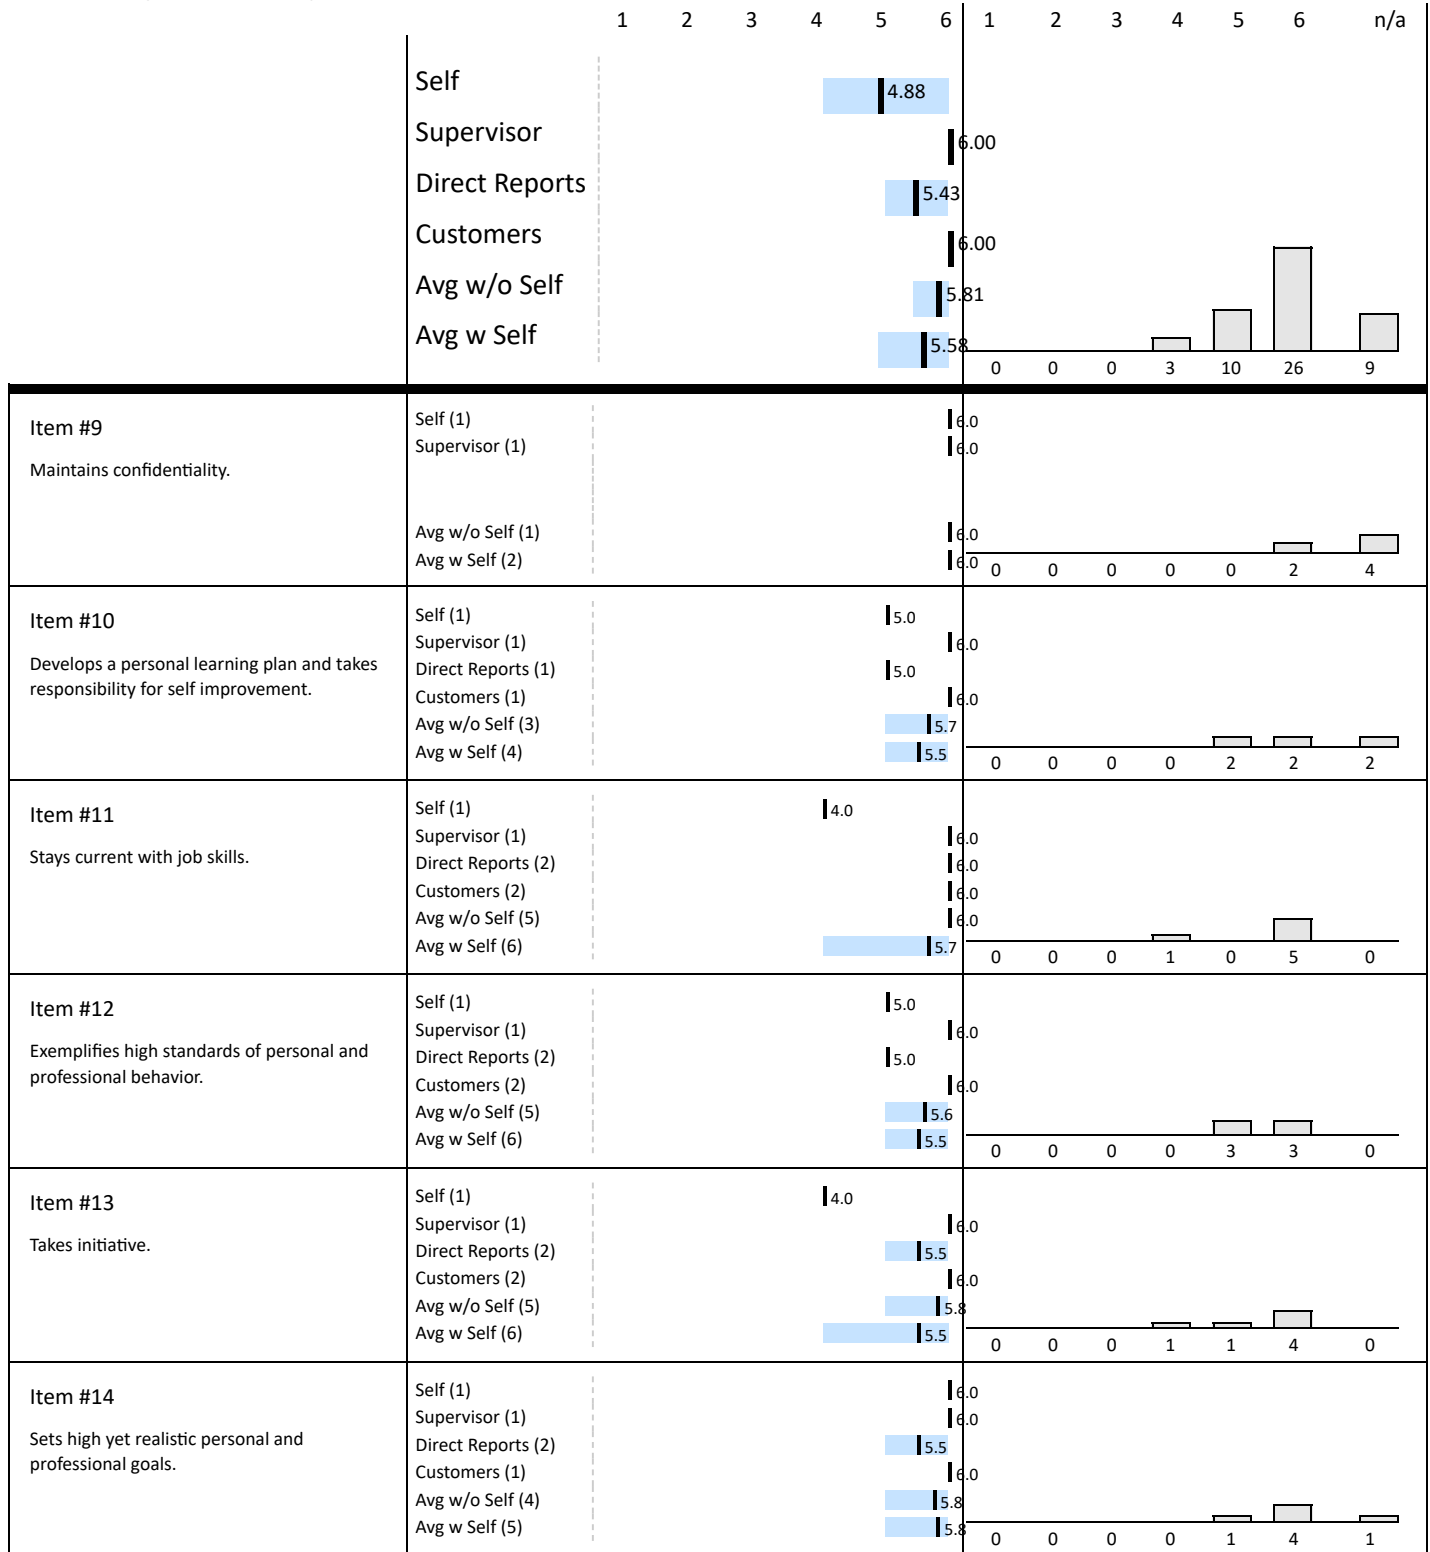 1 2 3 4 5 6 1 2 3 4 5 6 n/a
Self 4.88
Supervisor 6.00
Direct Reports 5.43
Customers 6.00
Avg w/o Self 5.81
Avg w Self 5.58
0 0 0 3 10 26 9
Item #9
Maintains confidentiality.
Self (1) 6.0
Supervisor (1) 6.0
Avg w/o Self (1) 6.0
Avg w Self (2) 6.0
0 0 0 0 0 2 4
Item #10
Develops a personal learning plan and takes
responsibility for self improvement.
Self (1) 5.0
Supervisor (1) 6.0
Direct Reports (1) 5.0
Customers (1) 6.0
Avg w/o Self (3) 5.7
Avg w Self (4) 5.5
0 0 0 0 2 2 2
Item #11
Stays current with job skills.
Self (1) 4.0
Supervisor (1) 6.0
Direct Reports (2) 6.0
Customers (2) 6.0
Avg w/o Self (5) 6.0
Avg w Self (6) 5.7
0 0 0 1 0 5 0
Item #12
Exemplifies high standards of personal and
professional behavior.
Self (1) 5.0
Supervisor (1) 6.0
Direct Reports (2) 5.0
Customers (2) 6.0
Avg w/o Self (5) 5.6
Avg w Self (6) 5.5
0 0 0 0 3 3 0
Item #13
Takes initiative.
Self (1) 4.0
Supervisor (1) 6.0
Direct Reports (2) 5.5
Customers (2) 6.0
Avg w/o Self (5) 5.8
Avg w Self (6) 5.5
0 0 0 1 1 4 0
Item #14
Sets high yet realistic personal and
professional goals.
Self (1) 6.0
Supervisor (1) 6.0
Direct Reports (2) 5.5
Customers (1) 6.0
Avg w/o Self (4) 5.8
Avg w Self (5) 5.8
0 0 0 0 1 4 1